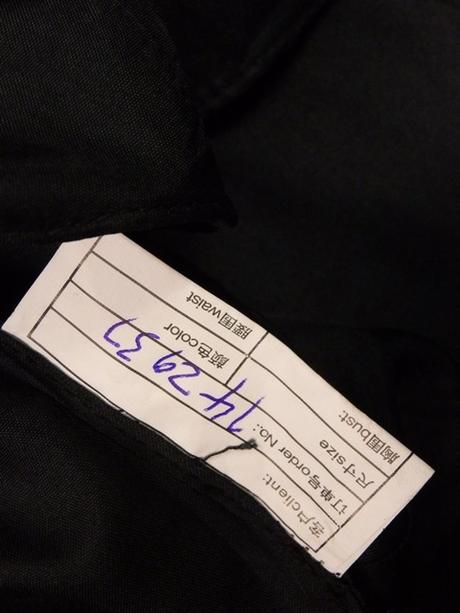 客户client:
订单号order No.: 742937
尺寸size 颜色color
胸围bust: 腰围waist